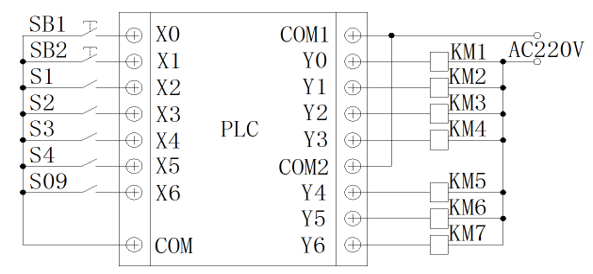 SB1 X0 COM1
SB2 X1 Y0 KM1 AC220V
S1 X2 Y1 KM2
S2 X3 Y2 KM3
S3 X4 PLC Y3 KM4
S4 X5 COM2
S09 X6 Y4 KM5
Y5 KM6
COM Y6 KM7